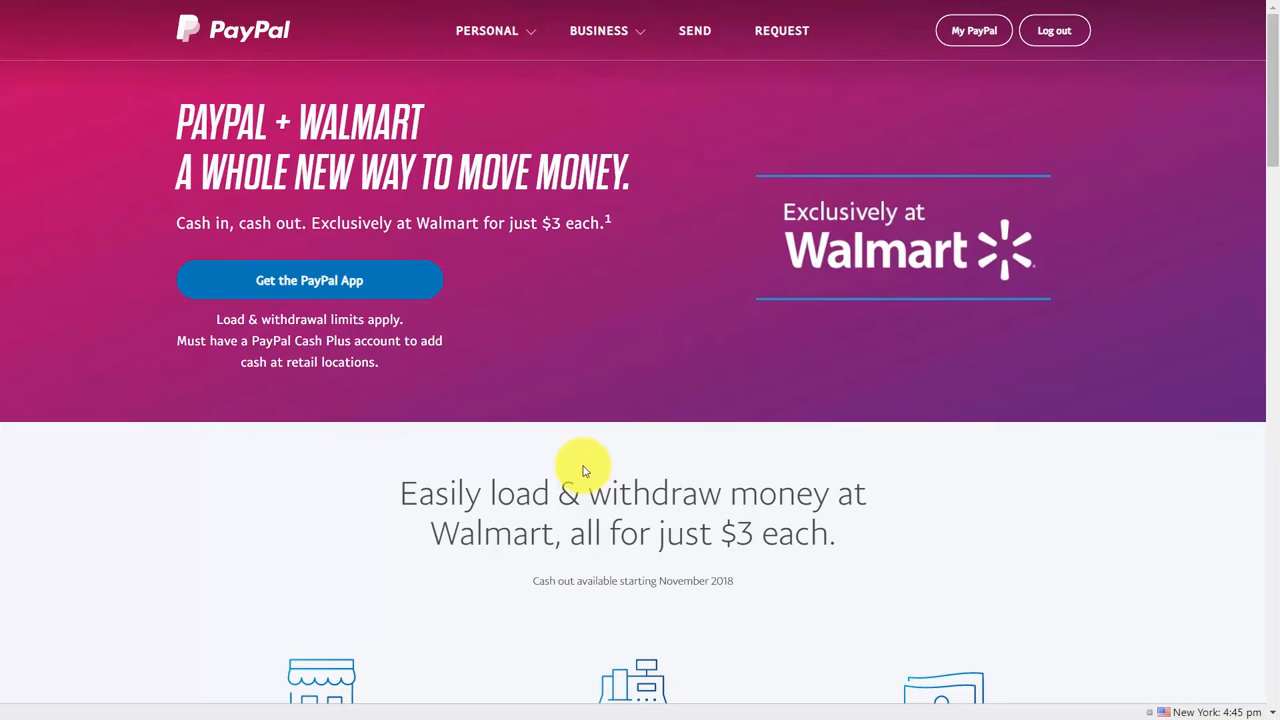 PayPal
PERSONAL
BUSINESS
SEND
REQUEST
My PayPal
Log out
PAYPAL + WALMART
A WHOLE NEW WAY TO MOVE MONEY.
Cash in, cash out. Exclusively at Walmart for just $3 each.¹
Get the PayPal App
Load & withdrawal limits apply.
Must have a PayPal Cash Plus account to add
cash at retail locations.
Exclusively at
Walmart
Easily load & withdraw money at
Walmart, all for just $3 each.
Cash out available starting November 2018
New York: 4:45 pm